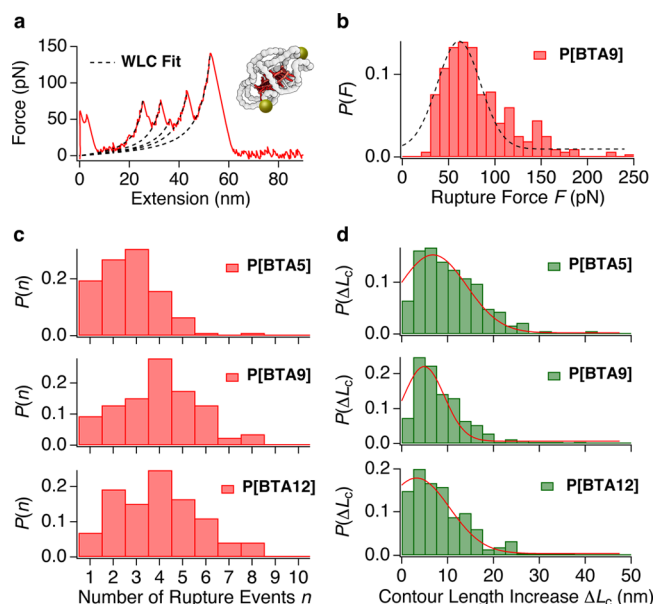 a
WLC Fit
Force (pN)
150
100
50
0
0 20 40 60 80
Extension (nm)
b
P[BTA9]
P(F)
0.1
0.0
0 50 100 150 200 250
Rupture Force F (pN)
c
P[BTA5]
P(n)
0.2
0.0
P[BTA9]
P(n)
0.2
0.1
0.0
P[BTA12]
P(n)
0.2
0.1
0.0
1 2 3 4 5 6 7 8 9 10
Number of Rupture Events n
d
P[BTA5]
P(ΔLc)
0.1
0.0
P[BTA9]
P(ΔLc)
0.2
0.1
0.0
P[BTA12]
P(ΔLc)
0.2
0.1
0.0
0 10 20 30 40 50
Contour Length Increase ΔLc (nm)